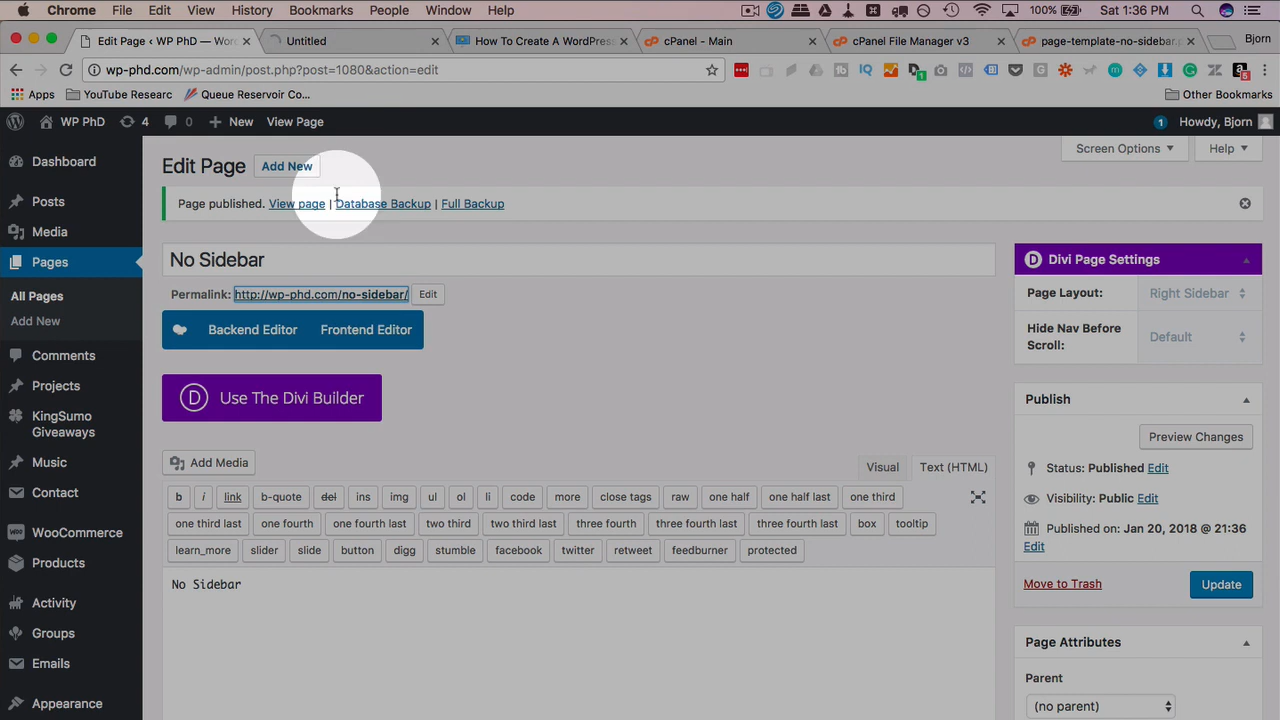 Chrome File Edit View History Bookmarks People Window Help 100% Sat 1:36 PM
Edit Page ‹ WP PhD — Wor Untitled How To Create A WordPres cPanel - Main cPanel File Manager v3 page-template-no-sidebar.p Bjorn
wp-phd.com/wp-admin/post.php?post=1080&action=edit
Apps YouTube Researc Queue Reservoir Co... Other Bookmarks
WP PhD 4 0 New View Page 1 Howdy, Bjorn
Dashboard
Posts
Media
Pages
All Pages
Add New
Comments
Projects
KingSumo
Giveaways
Music
Contact
WooCommerce
Products
Activity
Groups
Emails
Appearance
Screen Options Help
Edit Page Add New
Page published. View page | Database Backup | Full Backup
No Sidebar
Permalink: http://wp-phd.com/no-sidebar/ Edit
Backend Editor Frontend Editor
D Use The Divi Builder
Add Media Visual Text (HTML)
b i link b-quote del ins img ul ol li code more close tags raw one half one half last one third
one third last one fourth one fourth last two third two third last three fourth three fourth last three fourth last box tooltip
learn_more slider slide button digg stumble facebook twitter retweet feedburner protected
No Sidebar
D Divi Page Settings
Page Layout: Right Sidebar
Hide Nav Before
Scroll: Default
Publish
Preview Changes
Status: Published Edit
Visibility: Public Edit
Published on: Jan 20, 2018 @ 21:36
Edit
Move to Trash Update
Page Attributes
Parent
(no parent)